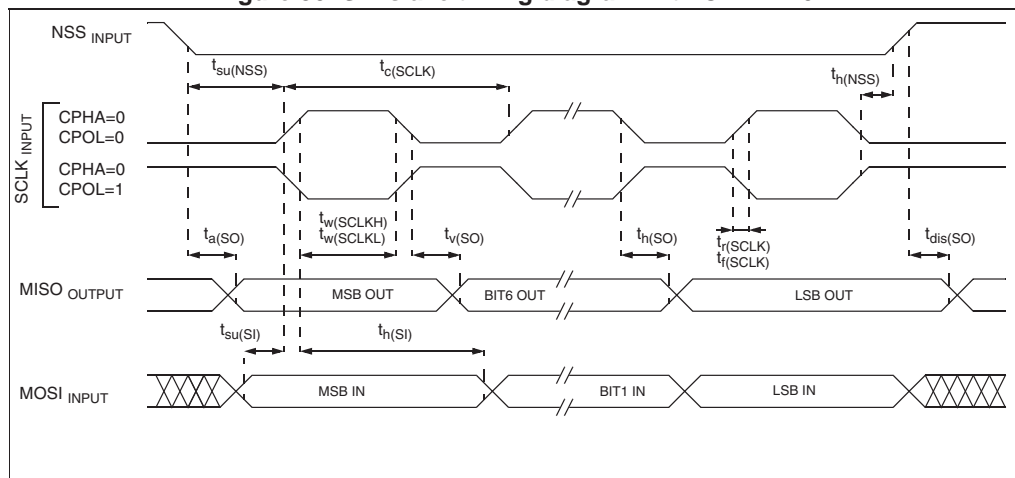 NSS INPUT
tsu(NSS)
tc(SCLK)
th(NSS)
SCLK INPUT
CPHA=0
CPOL=0
CPHA=0
CPOL=1
ta(SO)
tw(SCLKH)
tw(SCLKL)
tv(SO)
th(SO)
tr(SCLK)
tf(SCLK)
tdis(SO)
MISO OUTPUT
MSB OUT
BIT6 OUT
LSB OUT
tsu(SI)
th(SI)
MOSI INPUT
MSB IN
BIT1 IN
LSB IN